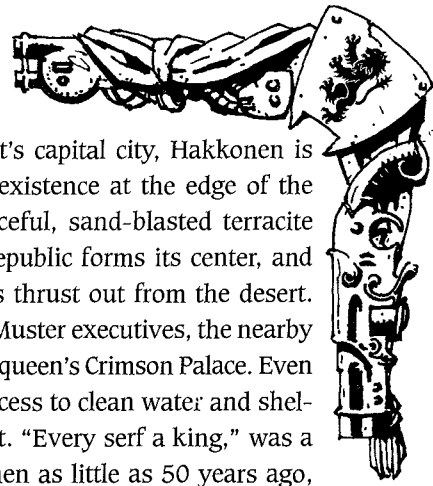 t's capital city, Hakkonen is
existence at the edge of the
ceful, sand-blasted terracite
epublic forms its center, and
s thrust out from the desert.
Muster executives, the nearby
queen's Crimson Palace. Even
cess to clean water and shel-
t. “Every serf a king,” was a
en as little as 50 years ago,